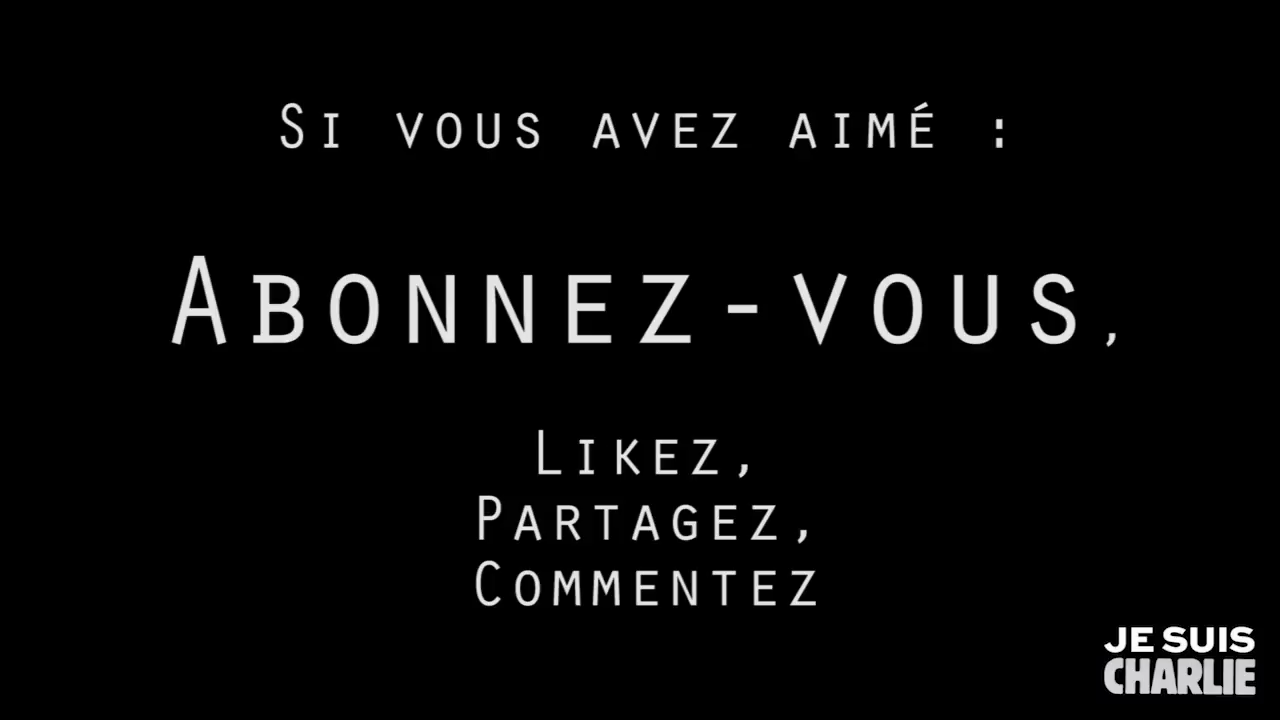 Si vous avez aimé :
Abonnez-vous,
Likez,
Partagez,
Commentez
JE SUIS
CHARLIE